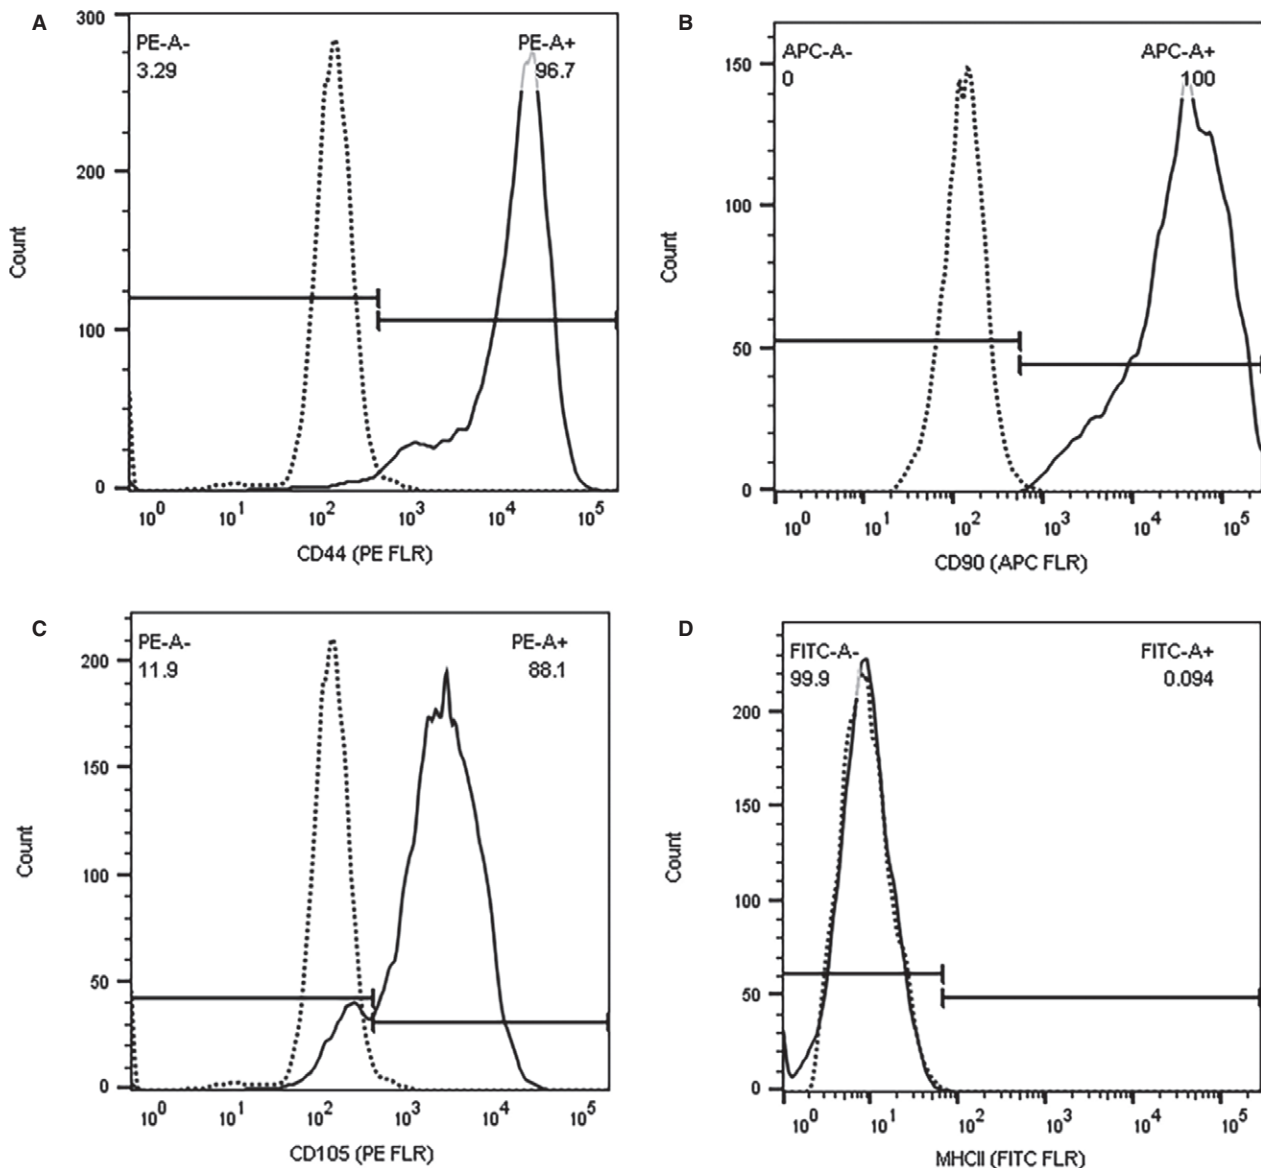 A
PE-A-
3.29
PE-A+
96.7
300
200
100
0
Count
10^0 10^1 10^2 10^3 10^4 10^5
CD44 (PE FLR)
B
APC-A-
0
APC-A+
100
150
100
50
0
Count
10^0 10^1 10^2 10^3 10^4 10^5
CD90 (APC FLR)
C
PE-A-
11.9
PE-A+
88.1
200
150
100
50
0
Count
10^0 10^1 10^2 10^3 10^4 10^5
CD105 (PE FLR)
D
FITC-A-
99.9
FITC-A+
0.094
200
150
100
50
0
Count
10^0 10^1 10^2 10^3 10^4 10^5
MHCII (FITC FLR)